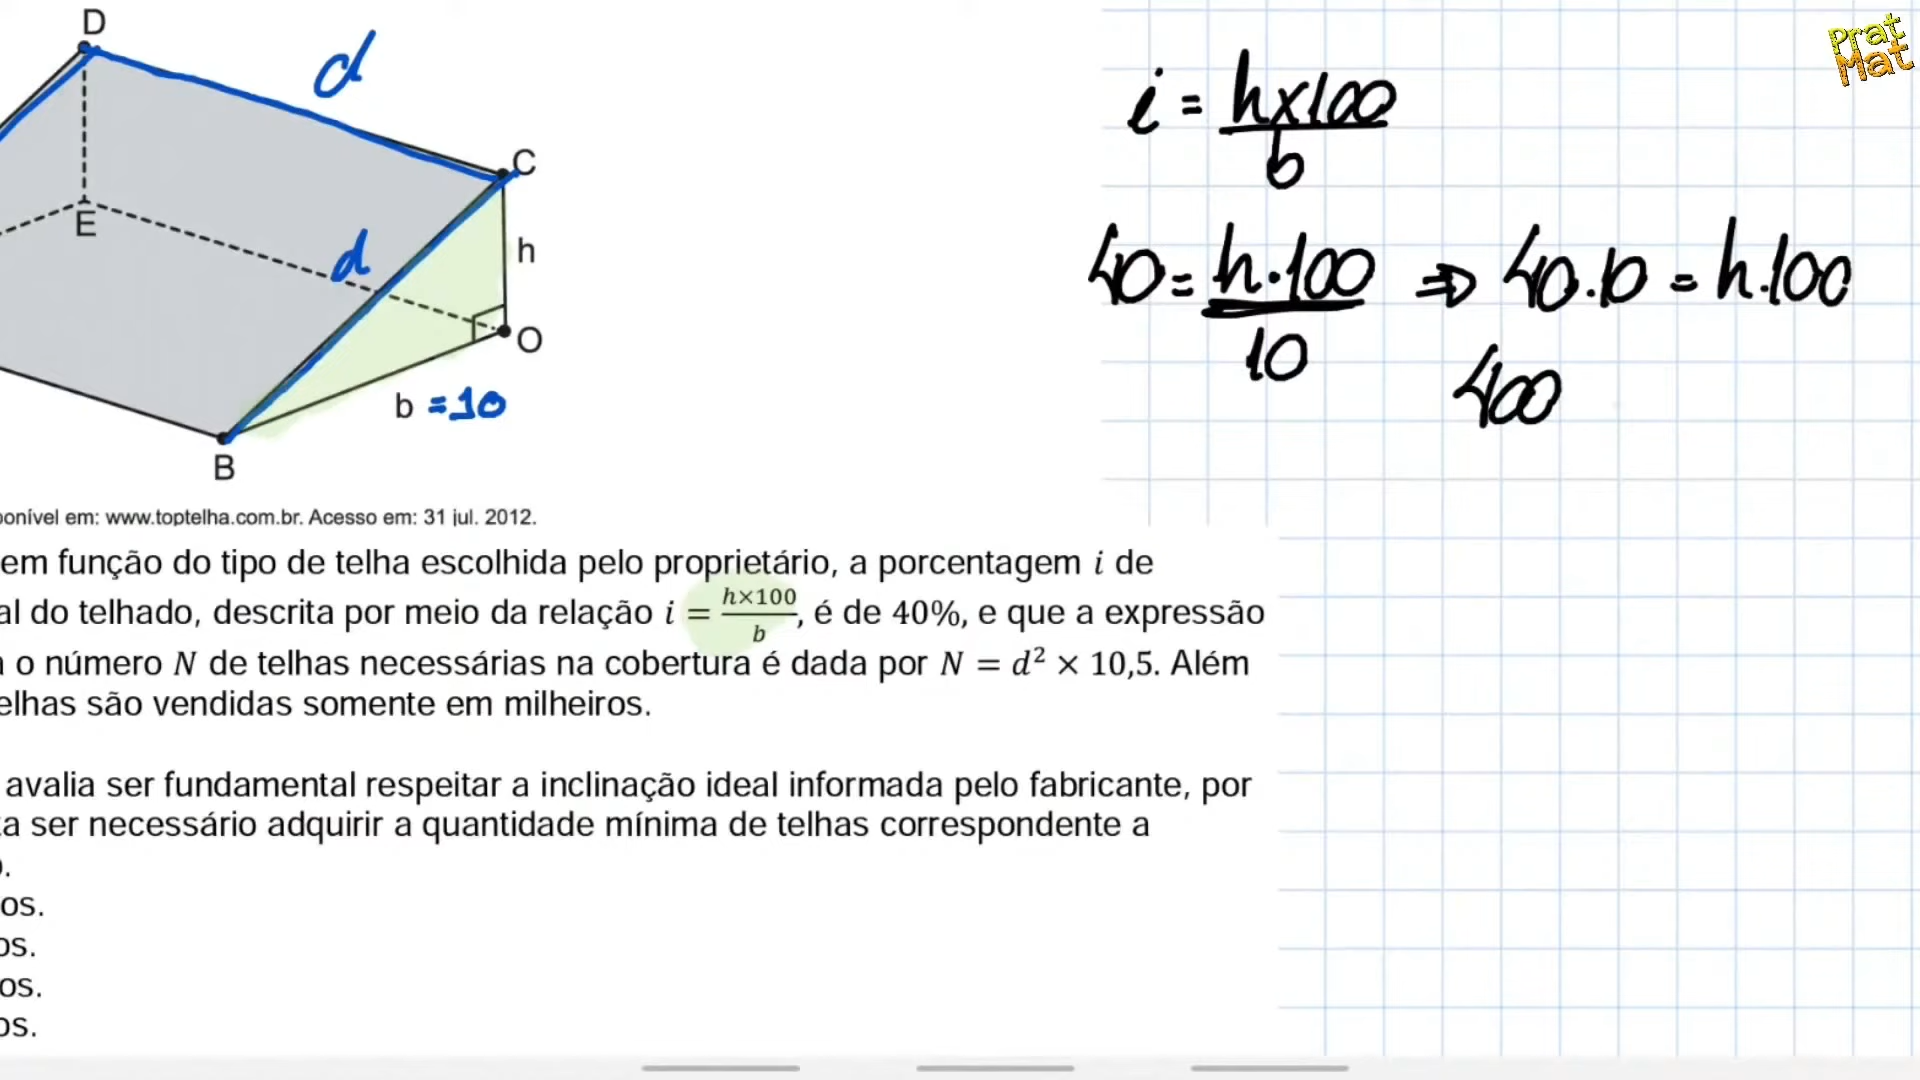 D
d
C
E
d
h
O
b =10
B
ponível em: www.toptelha.com.br. Acesso em: 31 jul. 2012.
em função do tipo de telha escolhida pelo proprietário, a porcentagem i de
al do telhado, descrita por meio da relação i = h×100/b, é de 40%, e que a expressão
o número N de telhas necessárias na cobertura é dada por N = d² × 10,5. Além
elhas são vendidas somente em milheiros.
avalia ser fundamental respeitar a inclinação ideal informada pelo fabricante, por
a ser necessário adquirir a quantidade mínima de telhas correspondente a
os.
os.
os.
os.
Prat
Mat
i = h×100/b
40 = h·100/10 ⇒ 40.10 = h.100
400